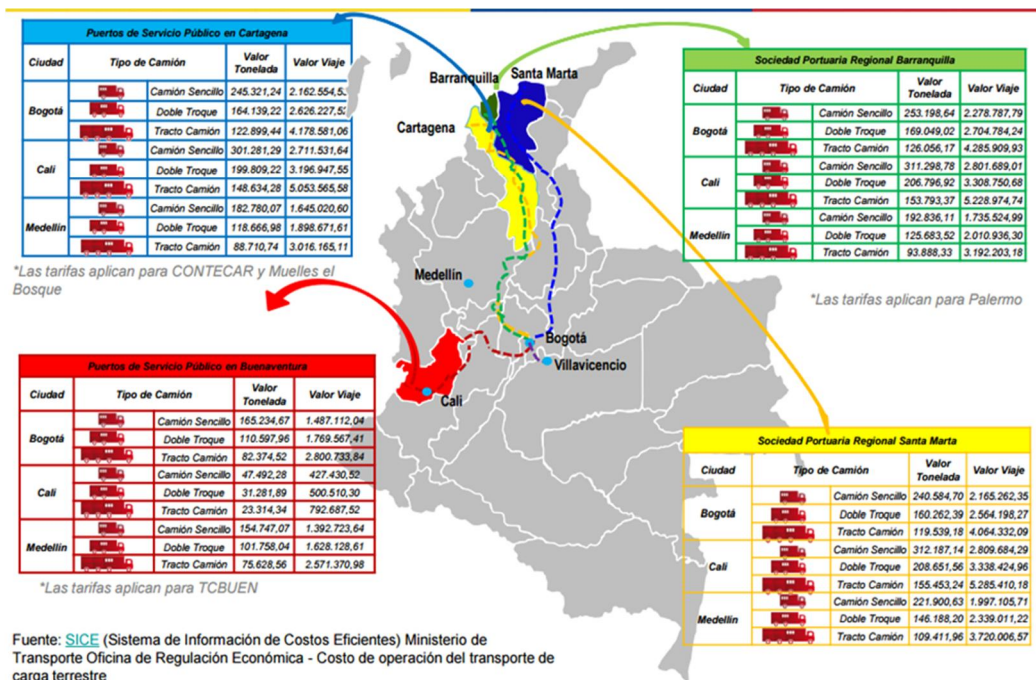 Puertos de Servicio Público en Cartagena
Ciudad Tipo de Camión Valor Tonelada Valor Viaje
Bogotá
Camión Sencillo 245.321,24 2.162.554,5
Doble Troque 164.139,22 2.626.227,5
Tracto Camión 122.899,44 4.178.581,06
Cali
Camión Sencillo 301.281,29 2.711.531,64
Doble Troque 199.809,22 3.196.947,55
Tracto Camión 148.634,28 5.053.565,58
Medellín
Camión Sencillo 182.780,07 1.645.020,60
Doble Troque 118.666,98 1.898.671,61
Tracto Camión 88.710,74 3.016.165,11
*Las tarifas aplican para CONTECAR y Muelles el
Bosque
Barranquilla
Santa Marta
Cartagena
Medellín
Bogotá
Villavicencio
Cali
Sociedad Portuaria Regional Barranquilla
Ciudad Tipo de Camión Valor Tonelada Valor Viaje
Bogotá
Camión Sencillo 253.198,64 2.278.787,79
Doble Troque 169.049,02 2.704.784,24
Tracto Camión 126.056,17 4.285.909,93
Cali
Camión Sencillo 311.298,78 2.801.689,01
Doble Troque 206.796,92 3.308.750,68
Tracto Camión 153.793,37 5.228.974,74
Medellín
Camión Sencillo 192.836,11 1.735.524,99
Doble Troque 125.683,52 2.010.936,30
Tracto Camión 93.888,33 3.192.203,18
*Las tarifas aplican para Palermo
Puertos de Servicio Público en Buenaventura
Ciudad Tipo de Camión Valor Tonelada Valor Viaje
Bogotá
Camión Sencillo 165.234,67 1.487.112,04
Doble Troque 110.597,96 1.769.567,41
Tracto Camión 82.374,52 2.800.733,84
Cali
Camión Sencillo 47.492,28 427.430,52
Doble Troque 31.281,89 500.510,30
Tracto Camión 23.314,34 792.687,52
Medellín
Camión Sencillo 154.747,07 1.392.723,64
Doble Troque 101.758,04 1.628.128,61
Tracto Camión 75.628,56 2.571.370,98
*Las tarifas aplican para TCBUEN
Sociedad Portuaria Regional Santa Marta
Ciudad Tipo de Camión Valor Tonelada Valor Viaje
Bogotá
Camión Sencillo 240.584,70 2.165.262,35
Doble Troque 160.262,39 2.564.198,27
Tracto Camión 119.539,18 4.064.332,09
Cali
Camión Sencillo 312.187,14 2.809.684,29
Doble Troque 208.651,56 3.338.424,96
Tracto Camión 155.453,24 5.285.410,18
Medellín
Camión Sencillo 221.900,63 1.997.105,71
Doble Troque 146.188,20 2.339.011,22
Tracto Camión 109.411,96 3.720.006,57
Fuente: SICE (Sistema de Información de Costos Eficientes) Ministerio de
Transporte Oficina de Regulación Económica - Costo de operación del transporte de
carga terrestre